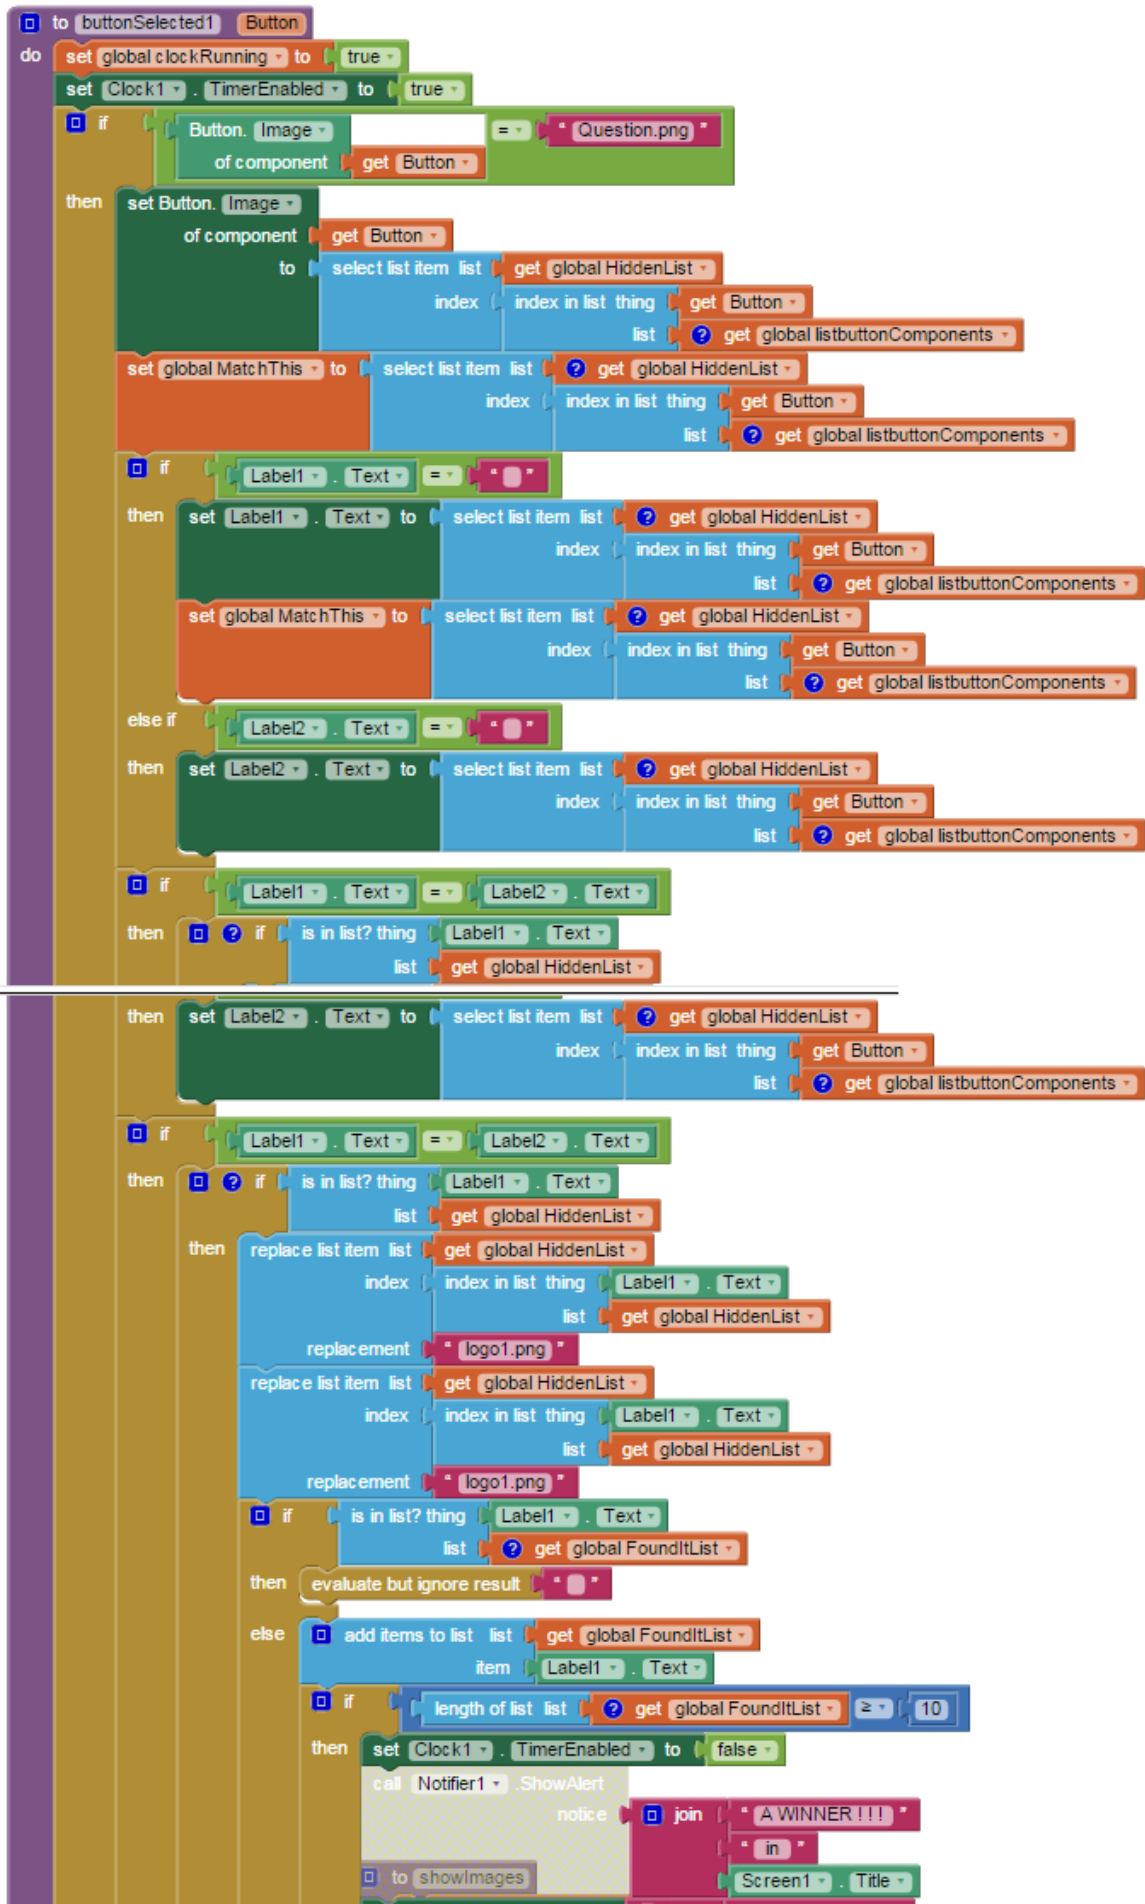 to buttonSelected1 Button
do set global clockRunning to true
set Clock1 . TimerEnabled to true
if Button. Image = " Question.png "
of component get Button
then set Button. Image
of component get Button
to select list item list get global HiddenList
index index in list thing get Button
list ? get global listbuttonComponents
set global MatchThis to select list item list ? get global HiddenList
index index in list thing get Button
list ? get global listbuttonComponents
if Label1 . Text = " "
then set Label1 . Text to select list item list ? get global HiddenList
index index in list thing get Button
list ? get global listbuttonComponents
set global MatchThis to select list item list ? get global HiddenList
index index in list thing get Button
list ? get global listbuttonComponents
else if Label2 . Text = " "
then set Label2 . Text to select list item list ? get global HiddenList
index index in list thing get Button
list ? get global listbuttonComponents
if Label1 . Text = Label2 . Text
then ? if is in list? thing Label1 . Text
list get global HiddenList
then set Label2 . Text to select list item list ? get global HiddenList
index index in list thing get Button
list ? get global listbuttonComponents
if Label1 . Text = Label2 . Text
then ? if is in list? thing Label1 . Text
list get global HiddenList
then replace list item list get global HiddenList
index index in list thing Label1 . Text
list get global HiddenList
replacement " logo1.png "
replace list item list get global HiddenList
index index in list thing Label1 . Text
list get global HiddenList
replacement " logo1.png "
if is in list? thing Label1 . Text
list ? get global FoundItList
then evaluate but ignore result " "
else add items to list list get global FoundItList
item Label1 . Text
if length of list list ? get global FoundItList ≥ 10
then set Clock1 . TimerEnabled to false
call Notifier1 .ShowAlert
notice join " A WINNER ! ! ! "
" in "
to showImages Screen1 . Title